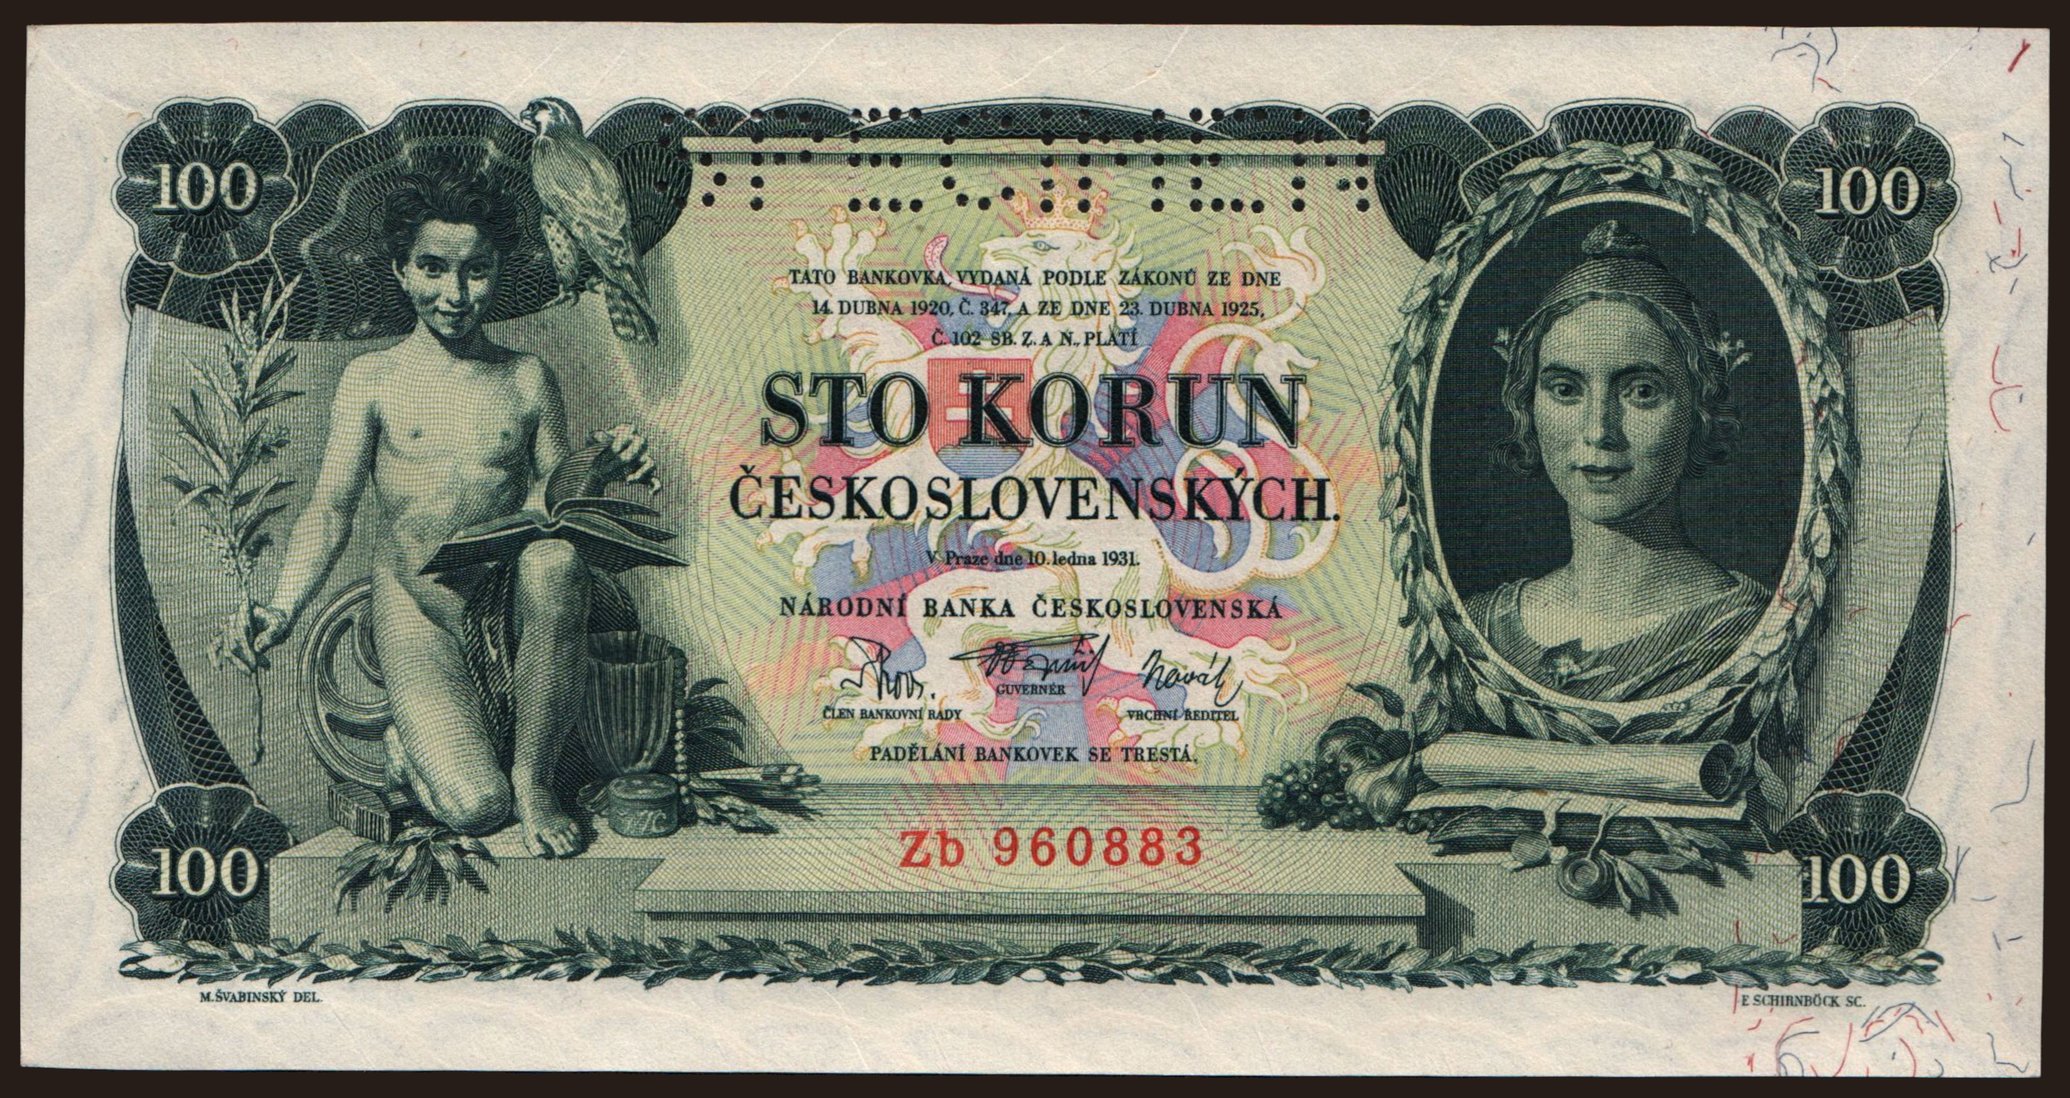 100
100
SPECIMEN
TATO BANKOVKA, VYDANÁ PODLE ZÁKONŮ ZE DNE
14. DUBNA 1920, Č. 347, A ZE DNE 23. DUBNA 1925,
Č. 102 SB. Z. A N., PLATÍ
STO KORUN
ČESKOSLOVENSKÝCH.
V Praze dne 10. ledna 1931.
NÁRODNÍ BANKA ČESKOSLOVENSKÁ
GUVERNÉR
ČLEN BANKOVNÍ RADY
VRCHNÍ ŘEDITEL
PADĚLÁNÍ BANKOVEK SE TRESTÁ.
Zb 960883
100
100
M. ŠVABINSKÝ DEL.
E SCHIRNBÖCK SC.